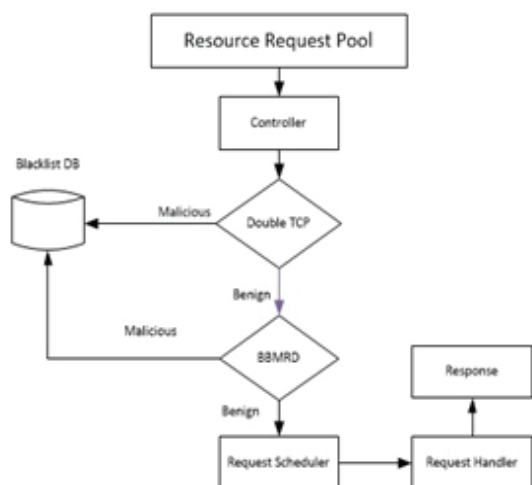 Resource Request Pool
Controller
Blacklist DB
Malicious
Double TCP
Benign
Malicious
BBMRD
Response
Benign
Request Scheduler
Request Handler